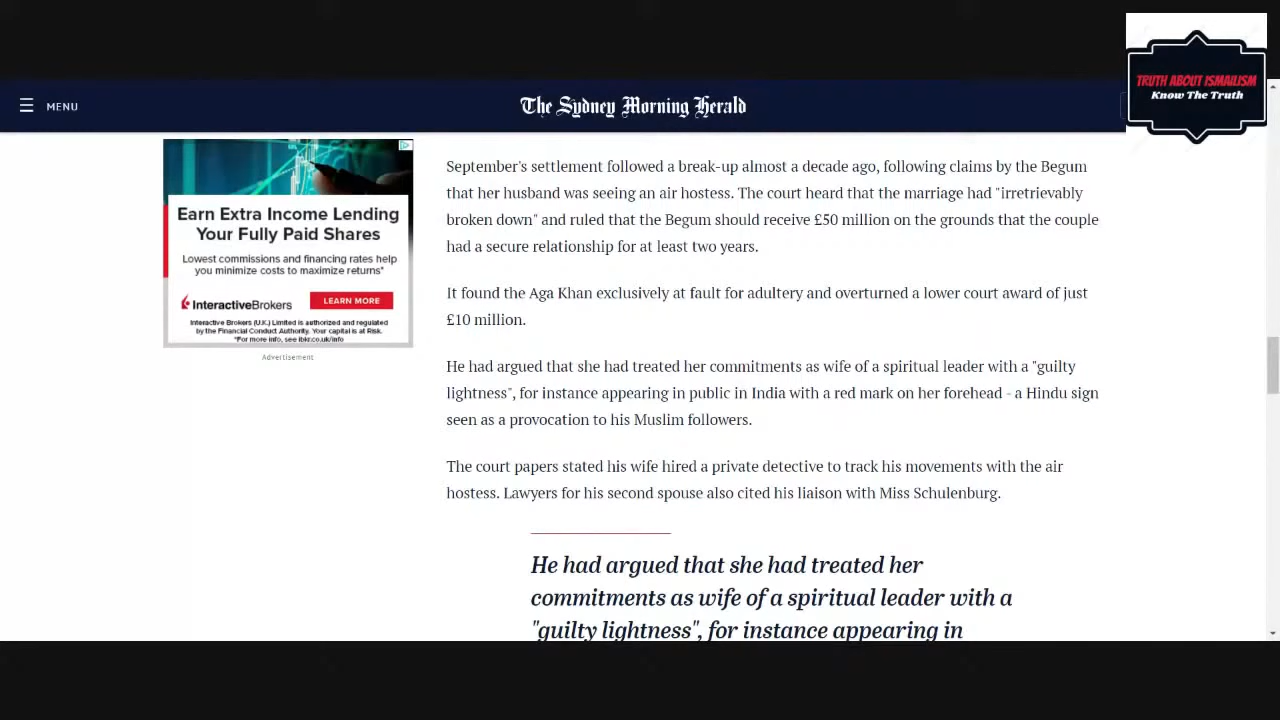 TRUTH ABOUT ISMAILISM
Know The Truth
☰ MENU
The Sydney Morning Herald
Earn Extra Income Lending
Your Fully Paid Shares
Lowest commissions and financing rates help
you minimize costs to maximize returns*
InteractiveBrokers
LEARN MORE
Interactive Brokers (U.K.) Limited is authorized and regulated
by the Financial Conduct Authority. Your capital is at Risk.
*For more info, see ibkr.co.uk/info
Advertisement
September's settlement followed a break-up almost a decade ago, following claims by the Begum
that her husband was seeing an air hostess. The court heard that the marriage had "irretrievably
broken down" and ruled that the Begum should receive £50 million on the grounds that the couple
had a secure relationship for at least two years.
It found the Aga Khan exclusively at fault for adultery and overturned a lower court award of just
£10 million.
He had argued that she had treated her commitments as wife of a spiritual leader with a "guilty
lightness", for instance appearing in public in India with a red mark on her forehead - a Hindu sign
seen as a provocation to his Muslim followers.
The court papers stated his wife hired a private detective to track his movements with the air
hostess. Lawyers for his second spouse also cited his liaison with Miss Schulenburg.
He had argued that she had treated her
commitments as wife of a spiritual leader with a
"guilty lightness", for instance appearing in